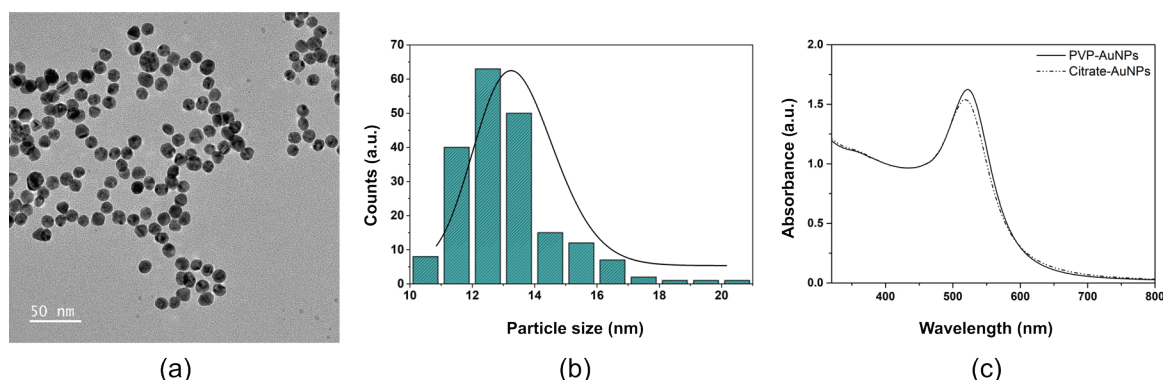 50 nm
(a)
70
60
50
40
30
20
10
0
Counts (a.u.)
10 12 14 16 18 20
Particle size (nm)
(b)
2.0
1.5
1.0
0.5
0.0
Absorbance (a.u.)
PVP-AuNPs
Citrate-AuNPs
400 500 600 700 800
Wavelength (nm)
(c)